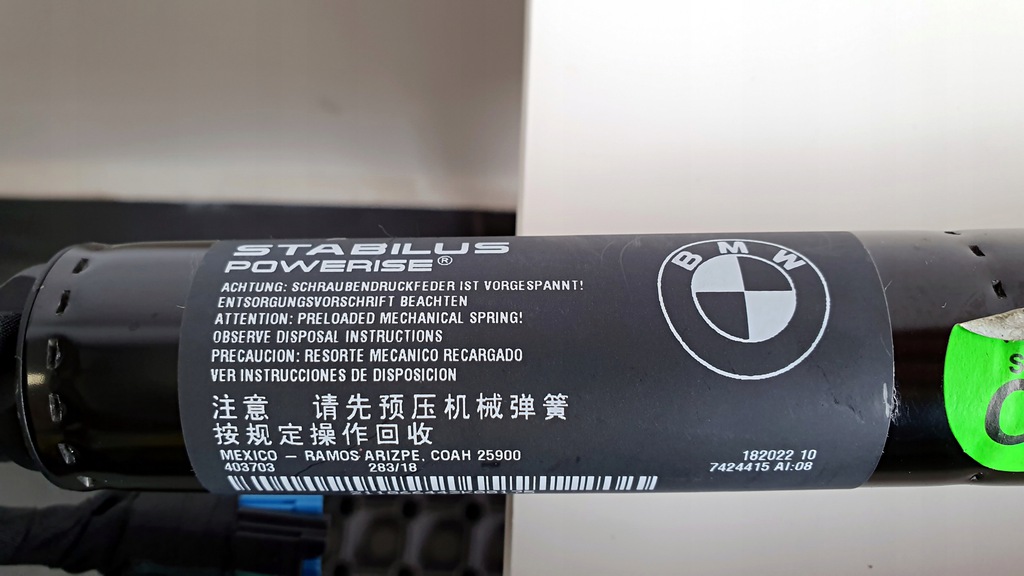 STABILUS
POWERISE®
ACHTUNG: SCHRAUBENDRUCKFEDER IST VORGESPANNT!
ENTSORGUNGSVORSCHRIFT BEACHTEN
ATTENTION: PRELOADED MECHANICAL SPRING!
OBSERVE DISPOSAL INSTRUCTIONS
PRECAUCION: RESORTE MECANICO RECARGADO
VER INSTRUCCIONES DE DISPOSICION
注意 请先预压机械弹簧
按规定操作回收
MEXICO – RAMOS ARIZPE, COAH 25900
403703 283/18
BMW
182022 10
7424415 AI:08